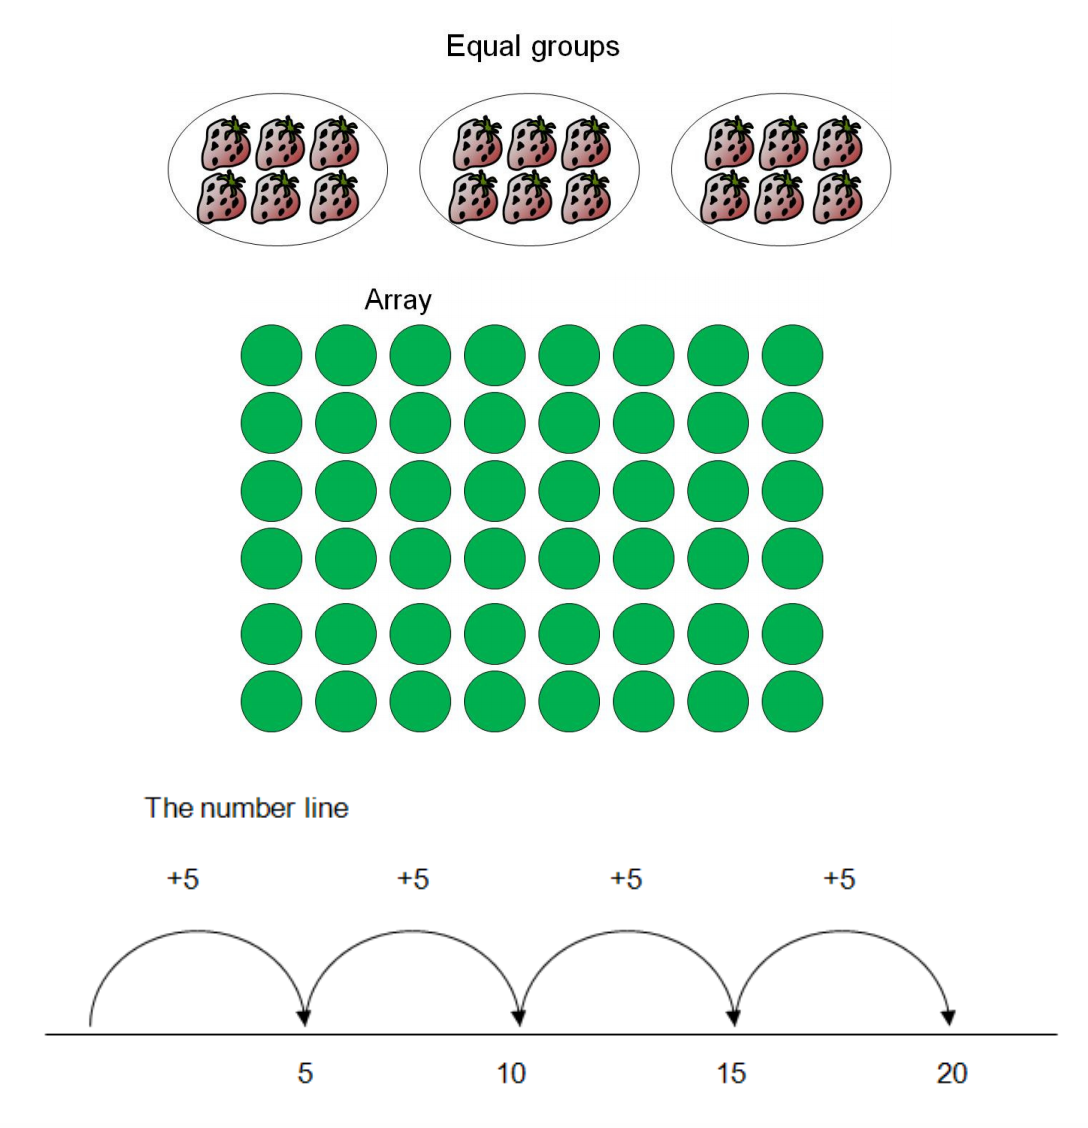 Equal groups
Array
The number line
+5 +5 +5 +5
5 10 15 20